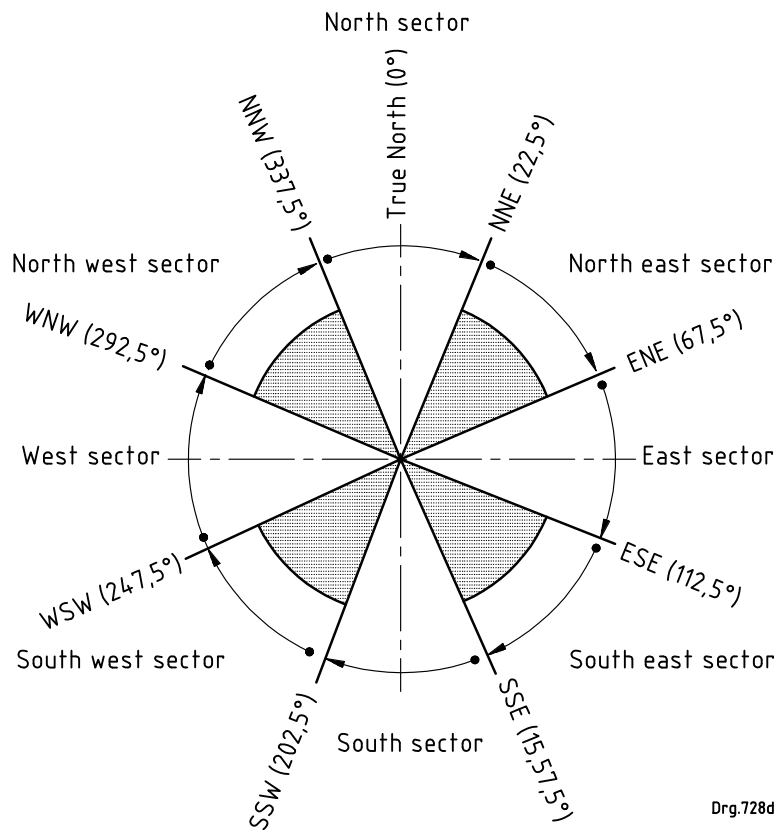 North sector
True North (0°)
NNW (337,5°)
NNE (22,5°)
North west sector
North east sector
WNW (292,5°)
ENE (67,5°)
West sector
East sector
WSW (247,5°)
ESE (112,5°)
South west sector
South east sector
SSW (202,5°)
SSE (15,57,5°)
South sector
Drg.728d